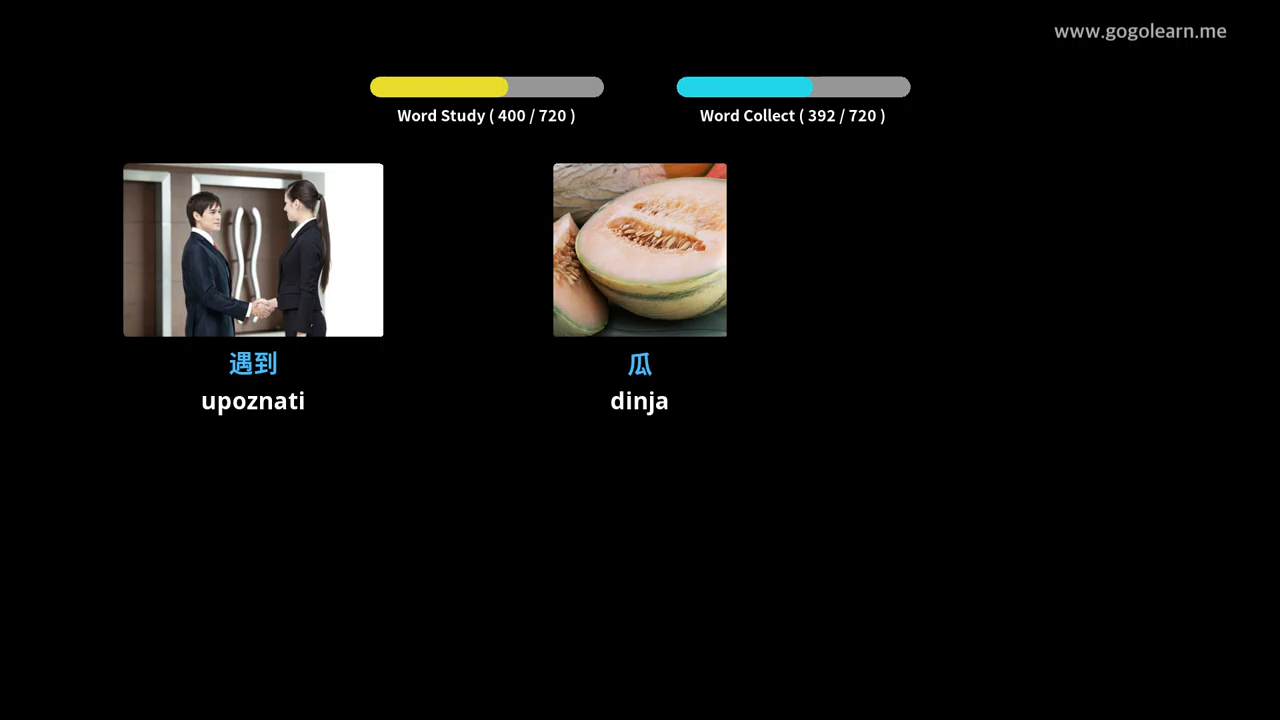 www.gogolearn.me
Word Study ( 400 / 720 )
Word Collect ( 392 / 720 )
遇到
upoznati
瓜
dinja